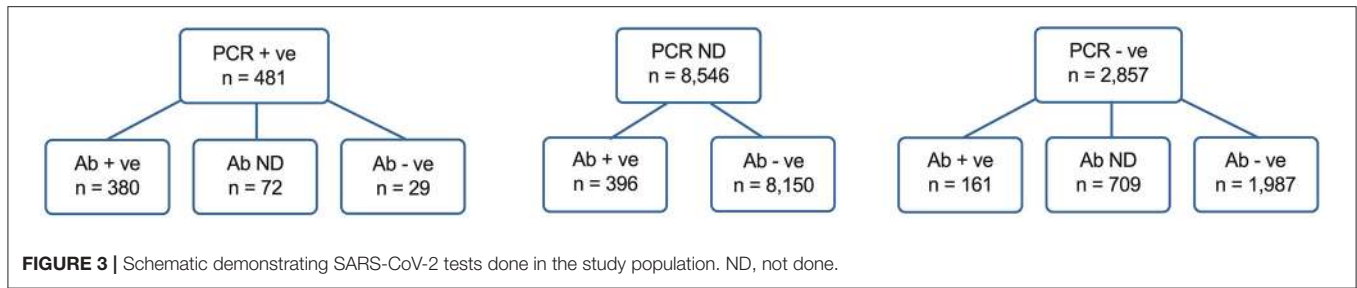 PCR + ve
n = 481
PCR ND
n = 8,546
PCR - ve
n = 2,857
Ab + ve
n = 380
Ab ND
n = 72
Ab - ve
n = 29
Ab + ve
n = 396
Ab - ve
n = 8,150
Ab + ve
n = 161
Ab ND
n = 709
Ab - ve
n = 1,987
FIGURE 3 | Schematic demonstrating SARS-CoV-2 tests done in the study population. ND, not done.